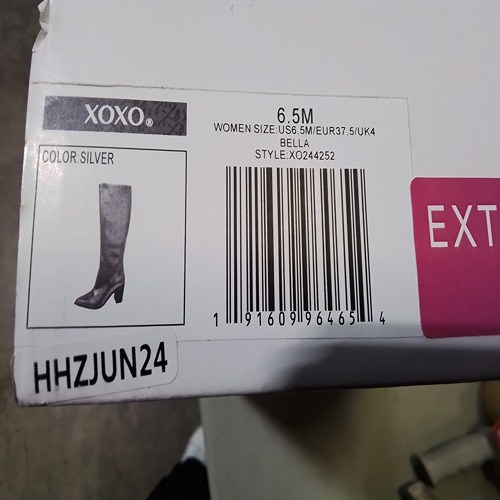 XOXO®
6.5M
WOMEN SIZE:US6.5M/EUR37.5/UK4
BELLA
STYLE:XO244252
COLOR:SILVER
1 91609 96465 4
EXT
HHZJUN24